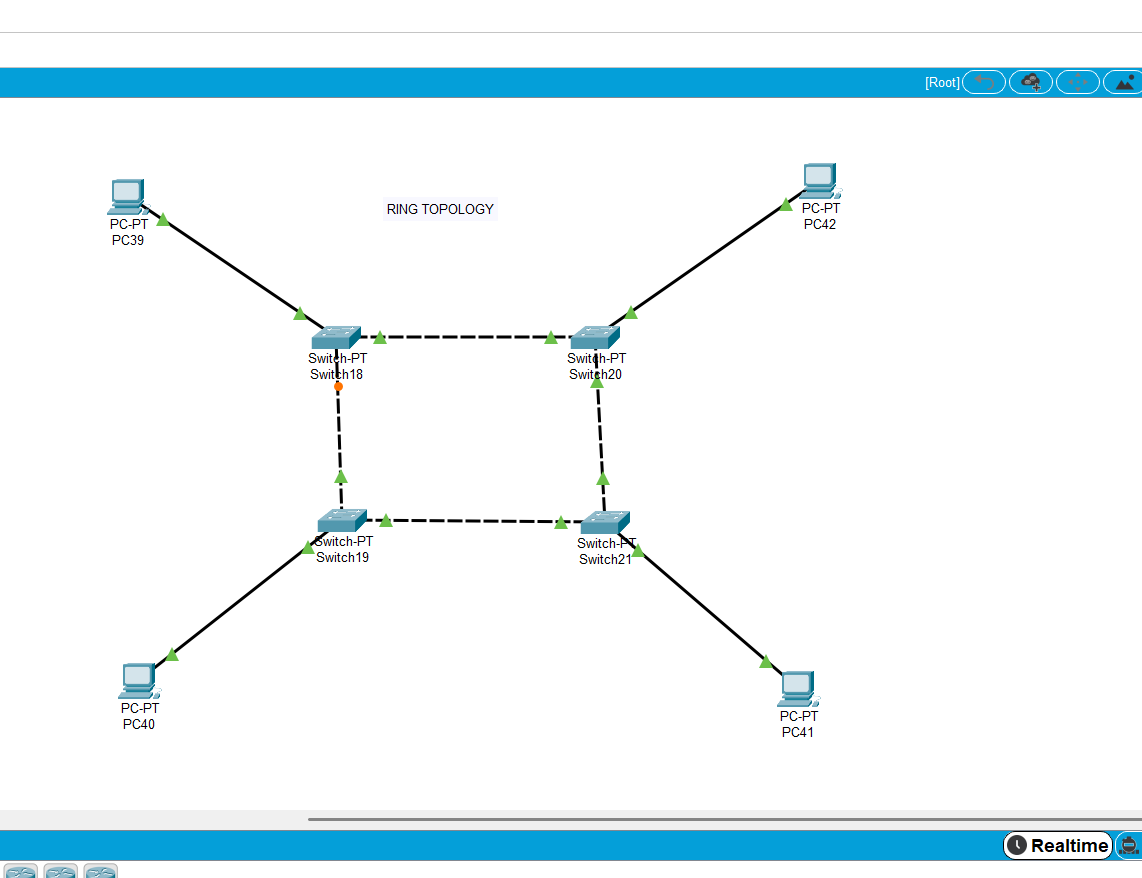 [Root]
PC-PT
PC39
RING TOPOLOGY
PC-PT
PC42
Switch-PT
Switch18
Switch-PT
Switch20
Switch-PT
Switch19
Switch-PT
Switch21
PC-PT
PC40
PC-PT
PC41
Realtime